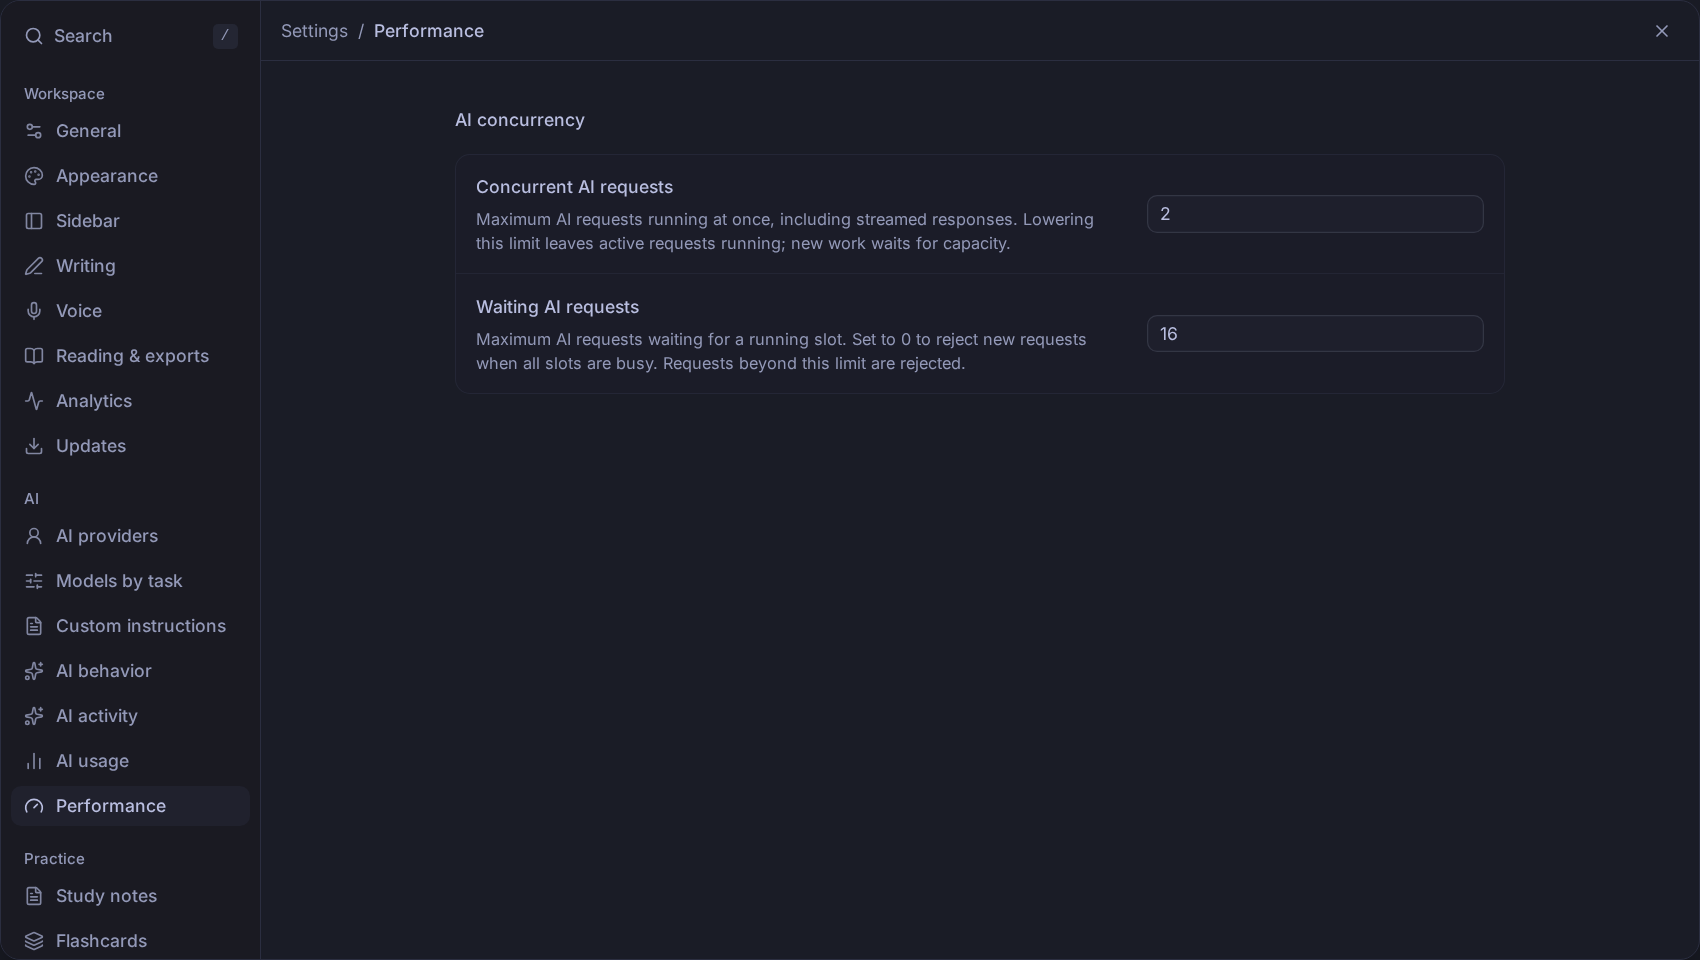 Search
/
Workspace
General
Appearance
Sidebar
Writing
Voice
Reading & exports
Analytics
Updates
AI
AI providers
Models by task
Custom instructions
AI behavior
AI activity
AI usage
Performance
Practice
Study notes
Flashcards
Settings / Performance
AI concurrency
Concurrent AI requests
Maximum AI requests running at once, including streamed responses. Lowering
this limit leaves active requests running; new work waits for capacity.
2
Waiting AI requests
Maximum AI requests waiting for a running slot. Set to 0 to reject new requests
when all slots are busy. Requests beyond this limit are rejected.
16